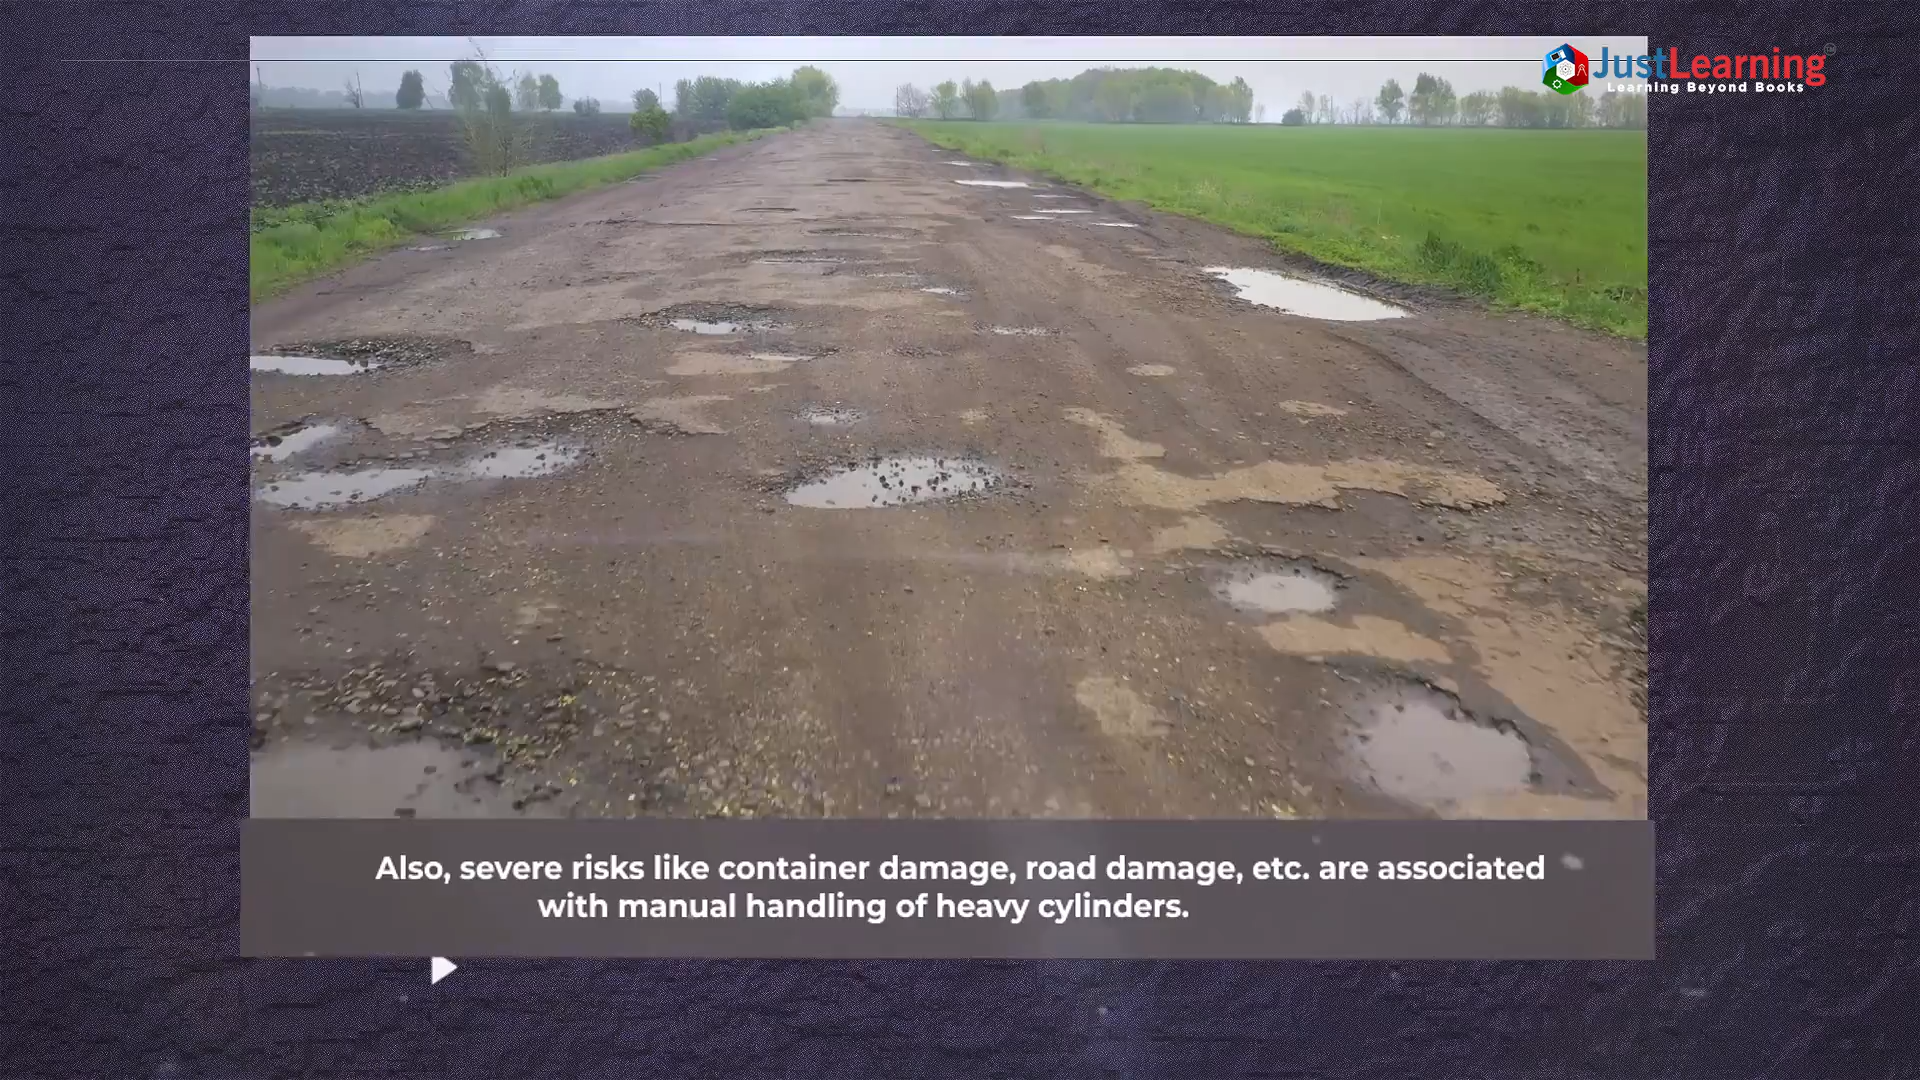 JustLearning
TM
Learning Beyond Books
Also, severe risks like container damage, road damage, etc. are associated
with manual handling of heavy cylinders.